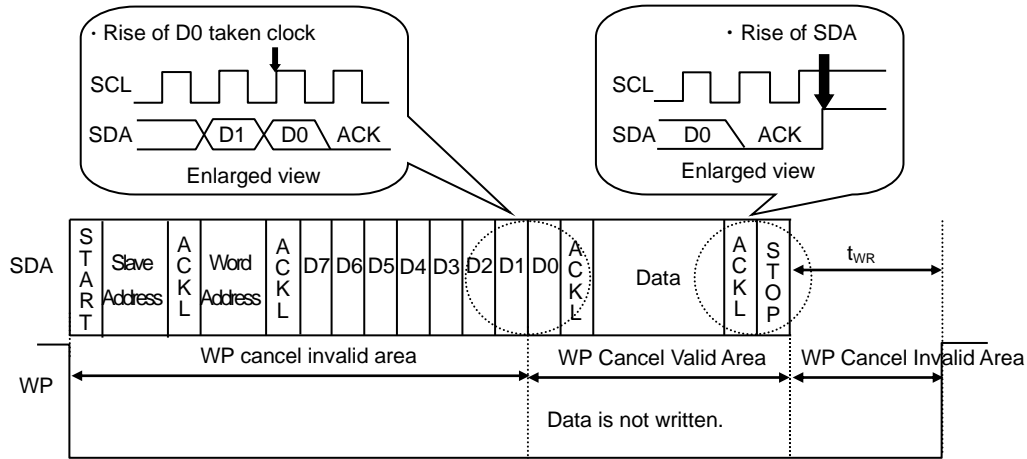 ・Rise of D0 taken clock
SCL
SDA D1 D0 ACK
Enlarged view
・Rise of SDA
SCL
SDA D0 ACK
Enlarged view
SDA
START
Slave Address
ACKL
Word Address
ACKL
D7 D6 D5 D4 D3 D2 D1 D0
ACKL
Data
ACKL
STOP
tWR
WP
WP cancel invalid area
WP Cancel Valid Area
WP Cancel Invalid Area
Data is not written.